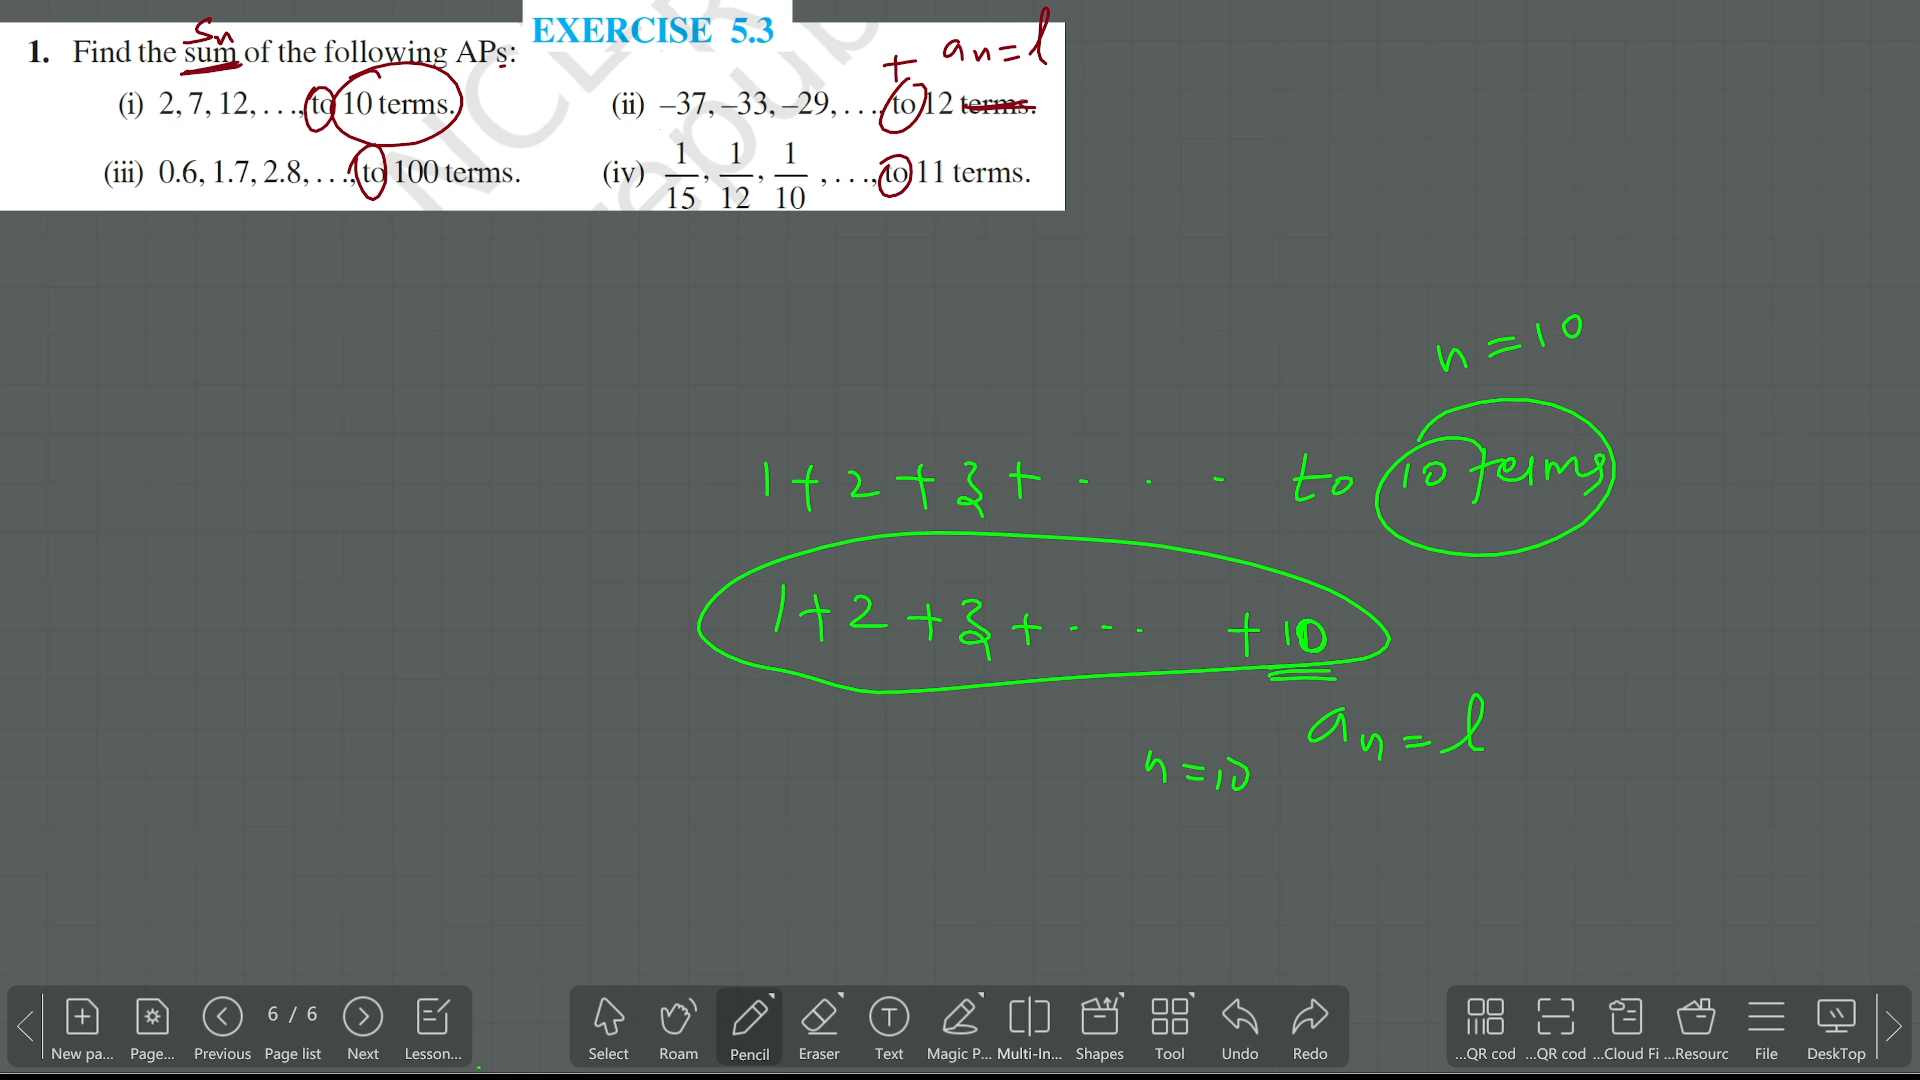 EXERCISE 5.3
Sn
+ an = l
1. Find the sum of the following APs:
(i) 2, 7, 12, . . ., to 10 terms. (ii) –37, –33, –29, . . ., to 12 terms.
(iii) 0.6, 1.7, 2.8, . . ., to 100 terms. (iv) 1/15, 1/12, 1/10, . . ., to 11 terms.
n = 10
1 + 2 + 3 + . . . to 10 terms
1 + 2 + 3 + . . . + 10
an = l
n = 10
6 / 6
New pa... Page... Previous Page list Next Lesson... Select Roam Pencil Eraser Text Magic P... Multi-In... Shapes Tool Undo Redo ...QR cod ...QR cod ...Cloud Fi ...Resourc File DeskTop